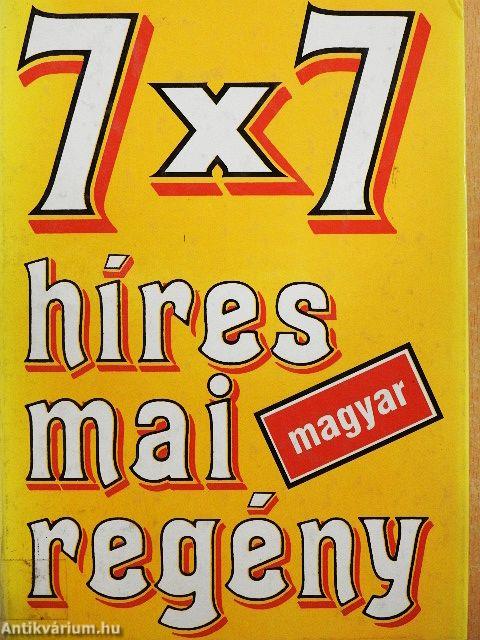 7x7
híres
mai
magyar
regény
Antikvárium.hu